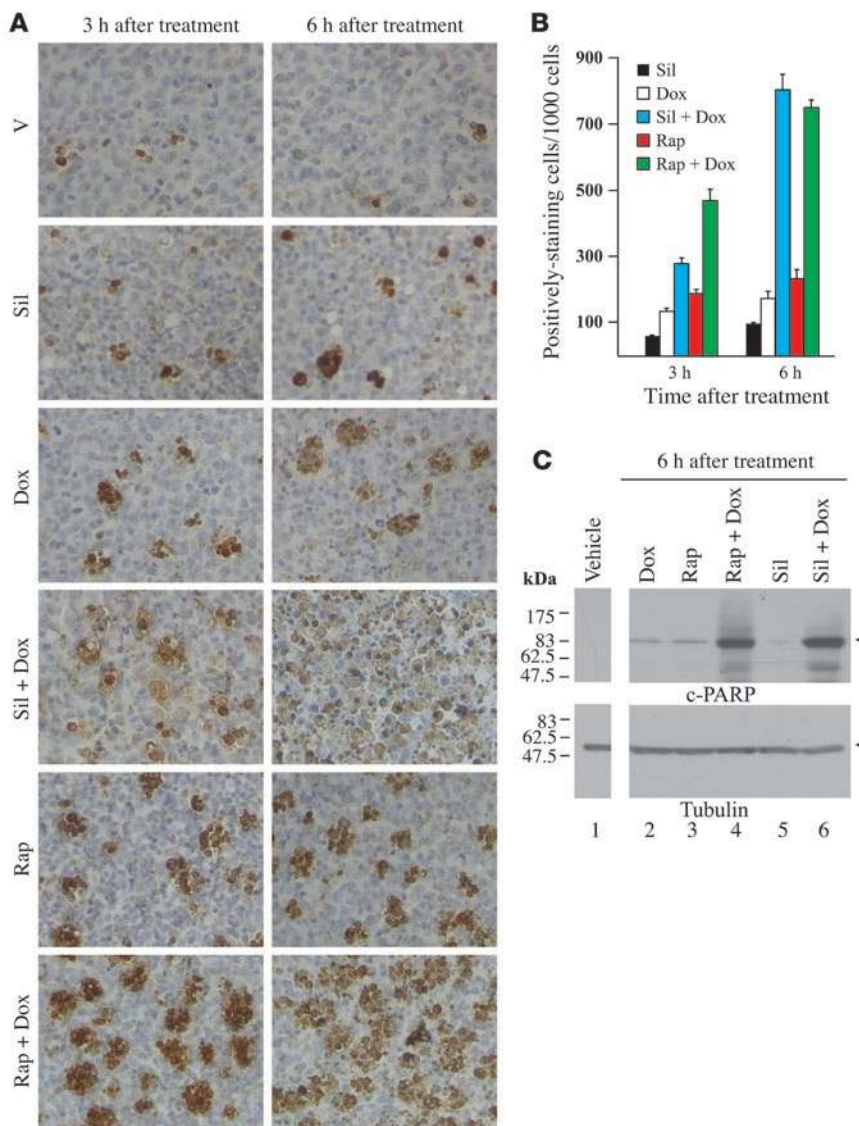 A
3 h after treatment
6 h after treatment
V
Sil
Dox
Sil + Dox
Rap
Rap + Dox
B
Positively-staining cells/1000 cells
900
700
500
300
100
Sil
Dox
Sil + Dox
Rap
Rap + Dox
3 h
6 h
Time after treatment
C
6 h after treatment
kDa
Vehicle
Dox
Rap
Rap + Dox
Sil
Sil + Dox
175
83
62.5
47.5
c-PARP
83
62.5
47.5
Tubulin
1 2 3 4 5 6